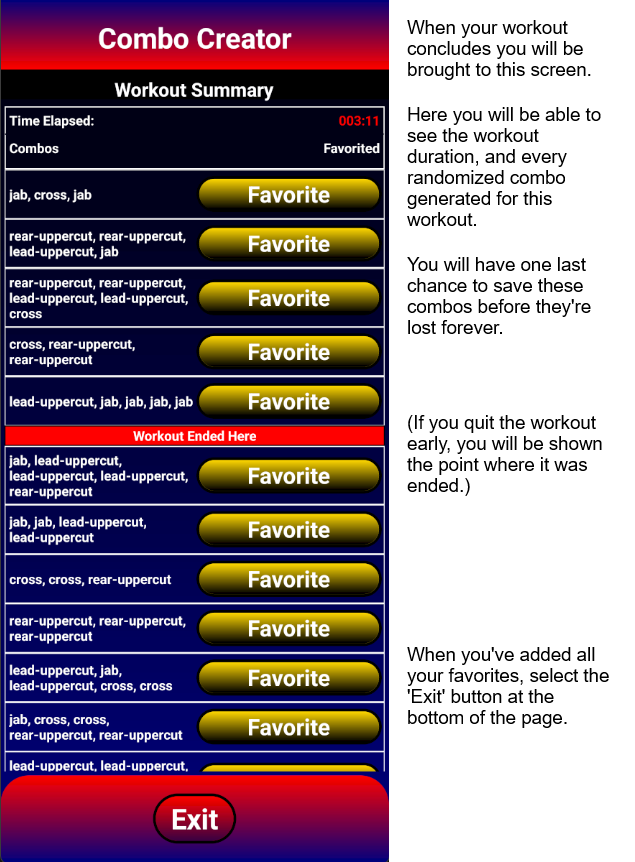 Combo Creator
Workout Summary
Time Elapsed: 003:11
Combos Favorited
jab, cross, jab Favorite
rear-uppercut, rear-uppercut,
lead-uppercut, jab
Favorite
rear-uppercut, rear-uppercut,
lead-uppercut, lead-uppercut,
cross
Favorite
cross, rear-uppercut,
rear-uppercut
Favorite
lead-uppercut, jab, jab, jab, jab Favorite
Workout Ended Here
jab, lead-uppercut,
lead-uppercut, lead-uppercut,
rear-uppercut
Favorite
jab, jab, lead-uppercut,
lead-uppercut
Favorite
cross, cross, rear-uppercut Favorite
rear-uppercut, rear-uppercut,
rear-uppercut
Favorite
lead-uppercut, jab,
lead-uppercut, cross, cross
Favorite
jab, cross, cross,
rear-uppercut, rear-uppercut
Favorite
lead-uppercut, lead-uppercut,
Exit
When your workout
concludes you will be
brought to this screen.
Here you will be able to
see the workout
duration, and every
randomized combo
generated for this
workout.
You will have one last
chance to save these
combos before they're
lost forever.
(If you quit the workout
early, you will be shown
the point where it was
ended.)
When you've added all
your favorites, select the
'Exit' button at the
bottom of the page.